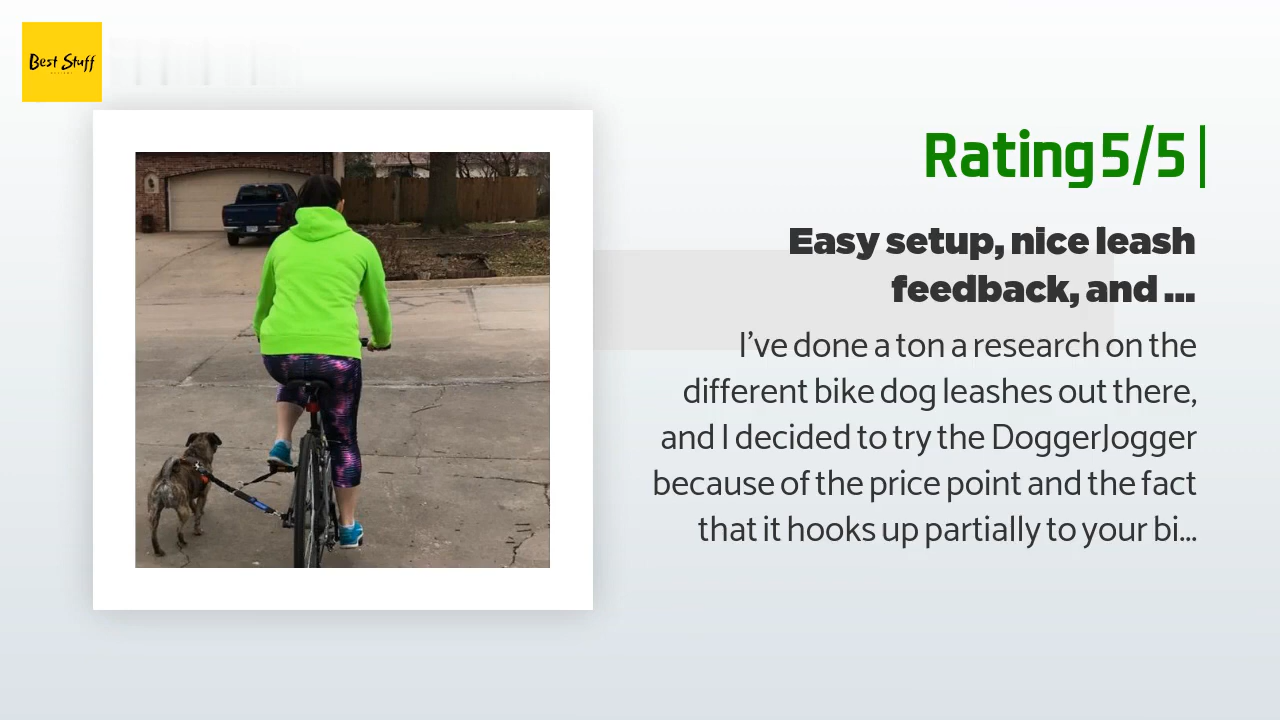 Best Stuff
Rating 5/5 |
Easy setup, nice leash
feedback, and ...
I've done a ton a research on the
different bike dog leashes out there,
and I decided to try the DoggerJogger
because of the price point and the fact
that it hooks up partially to your bi...